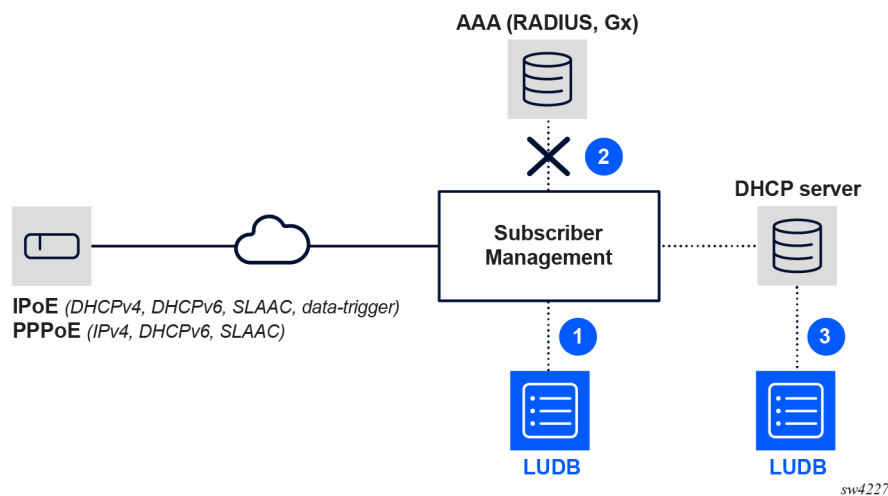 AAA (RADIUS, Gx)
2
DHCP server
Subscriber
Management
IPoE (DHCPv4, DHCPv6, SLAAC, data-trigger)
PPPoE (IPv4, DHCPv6, SLAAC)
1
3
LUDB
LUDB
sw4227